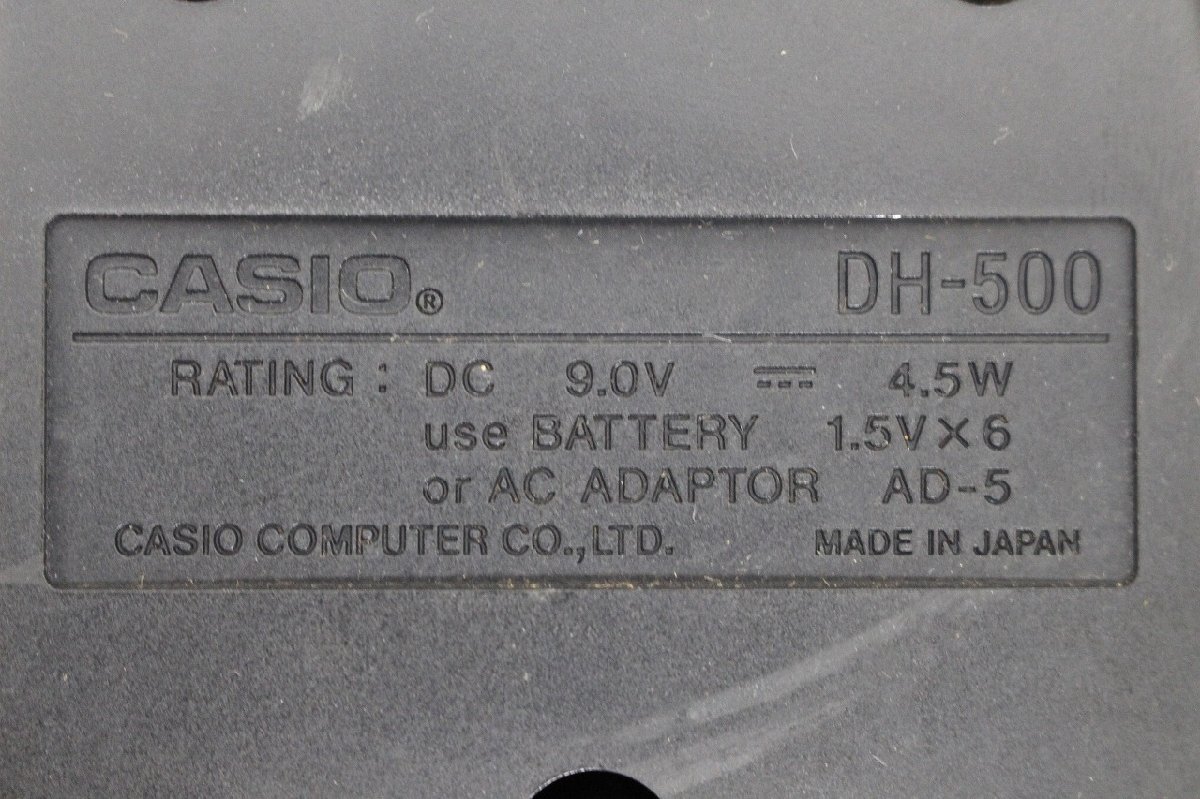 CASIO® DH-500
RATING : DC 9.0V ⎓ 4.5W
use BATTERY 1.5V×6
or AC ADAPTOR AD-5
CASIO COMPUTER CO.,LTD. MADE IN JAPAN